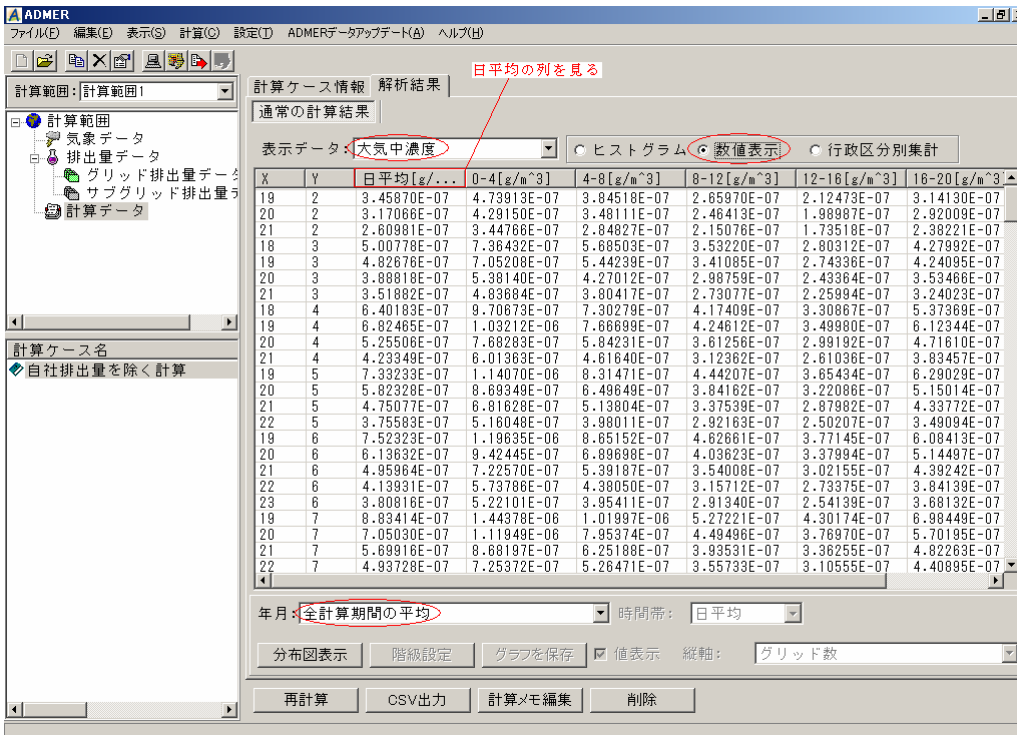 ADMER
ファイル(F) 編集(E) 表示(S) 計算(C) 設定(T) ADMERデータアップデート(A) ヘルプ(H)
日平均の列を見る
計算範囲: 計算範囲1
計算ケース情報 解析結果
通常の計算結果
計算範囲
気象データ
排出量データ
グリッド排出量データ
サブグリッド排出量デ
計算データ
表示データ: 大気中濃度 ヒストグラム 数値表示 行政区分別集計
X Y 日平均[g/... 0-4[g/m^3] 4-8[g/m^3] 8-12[g/m^3] 12-16[g/m^3] 16-20[g/m^3
19 2 3.45870E-07 4.73913E-07 3.84518E-07 2.65970E-07 2.12473E-07 3.14130E-07
20 2 3.17066E-07 4.29150E-07 3.48111E-07 2.46413E-07 1.98987E-07 2.92009E-07
21 2 2.60981E-07 3.44766E-07 2.84827E-07 2.15076E-07 1.73518E-07 2.38221E-07
18 3 5.00778E-07 7.36432E-07 5.68503E-07 3.53220E-07 2.80312E-07 4.27992E-07
19 3 4.82676E-07 7.05208E-07 5.44239E-07 3.41085E-07 2.74336E-07 4.24095E-07
20 3 3.88818E-07 5.38140E-07 4.27012E-07 2.98759E-07 2.43364E-07 3.53466E-07
21 3 3.51882E-07 4.83684E-07 3.80417E-07 2.73077E-07 2.25994E-07 3.24023E-07
18 4 6.40183E-07 9.70673E-07 7.30279E-07 4.17409E-07 3.30867E-07 5.37369E-07
19 4 6.82465E-07 1.03212E-06 7.66699E-07 4.24612E-07 3.49980E-07 6.12344E-07
20 4 5.25506E-07 7.68283E-07 5.84231E-07 3.61256E-07 2.99192E-07 4.71610E-07
21 4 4.23349E-07 6.01363E-07 4.61640E-07 3.12362E-07 2.61036E-07 3.83457E-07
19 5 7.33233E-07 1.14070E-06 8.31471E-07 4.44207E-07 3.65434E-07 6.29029E-07
20 5 5.82328E-07 8.69349E-07 6.49649E-07 3.84162E-07 3.22086E-07 5.15014E-07
21 5 4.75077E-07 6.81628E-07 5.13804E-07 3.37539E-07 2.87982E-07 4.33772E-07
22 5 3.75583E-07 5.16048E-07 3.98011E-07 2.92163E-07 2.50207E-07 3.49094E-07
19 6 7.52323E-07 1.19635E-06 8.65152E-07 4.62661E-07 3.77145E-07 6.08413E-07
20 6 6.13632E-07 9.42445E-07 6.89698E-07 4.03623E-07 3.37994E-07 5.14497E-07
21 6 4.95964E-07 7.22570E-07 5.39187E-07 3.54008E-07 3.02155E-07 4.39242E-07
22 6 4.13931E-07 5.73786E-07 4.38050E-07 3.15712E-07 2.73375E-07 3.84139E-07
23 6 3.80816E-07 5.22101E-07 3.95411E-07 2.91340E-07 2.54139E-07 3.68132E-07
19 7 8.83414E-07 1.44378E-06 1.01997E-06 5.27221E-07 4.30174E-07 6.98449E-07
20 7 7.05030E-07 1.11949E-06 7.95374E-07 4.49496E-07 3.76970E-07 5.70195E-07
21 7 5.69916E-07 8.68197E-07 6.25188E-07 3.93531E-07 3.36255E-07 4.82263E-07
22 7 4.93728E-07 7.25372E-07 5.26471E-07 3.55733E-07 3.10555E-07 4.40895E-07
計算ケース名
自社排出量を除く計算
年月: 全計算期間の平均 時間帯: 日平均
分布図表示 階級設定 グラフを保存 値表示 縦軸: グリッド数
再計算 CSV出力 計算メモ編集 削除